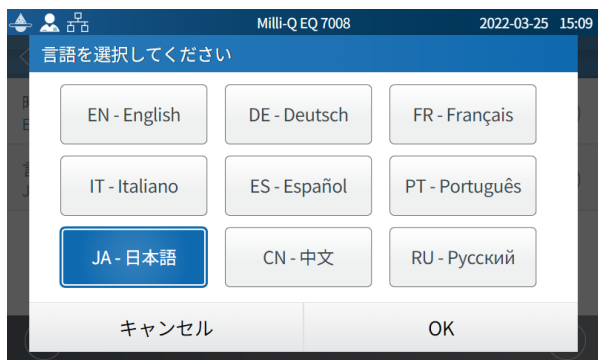 Milli-Q EQ 7008 2022-03-25 15:09
言語を選択してください
EN - English DE - Deutsch FR - Français
IT - Italiano ES - Español PT - Português
JA - 日本語 CN - 中文 RU - Русский
キャンセル OK